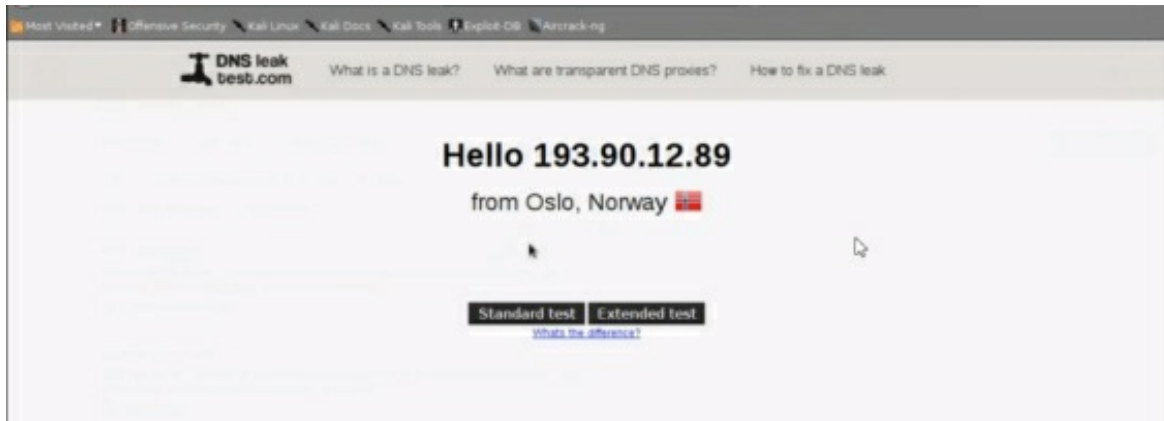 Most Visited Offensive Security Kali Linux Kali Docs Kali Tools Exploit-DB Aircrack-ng
DNS leak
test.com
What is a DNS leak? What are transparent DNS proxies? How to fix a DNS leak
Hello 193.90.12.89
from Oslo, Norway
Standard test Extended test
Whats the difference?